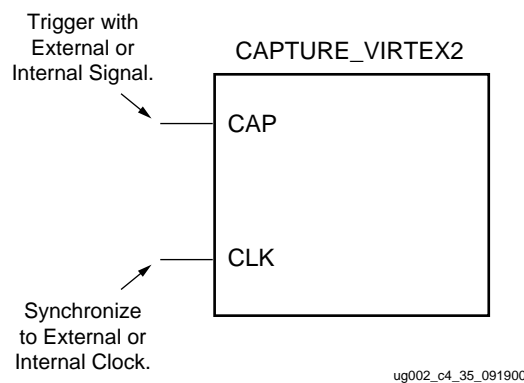 Trigger with
External or
Internal Signal.
CAPTURE_VIRTEX2
CAP
CLK
Synchronize
to External or
Internal Clock.
ug002_c4_35_091900